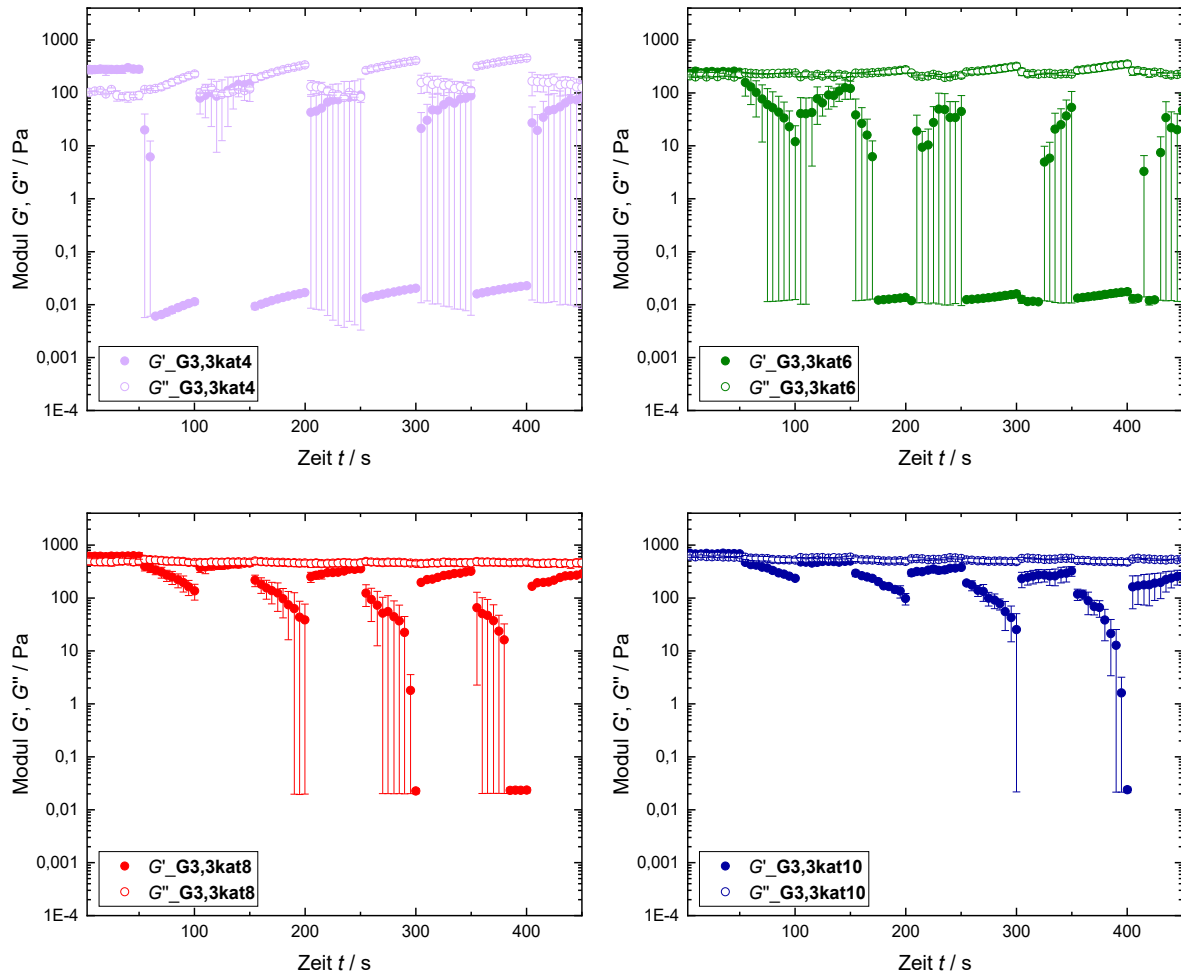 1000
100
10
1
0,1
0,01
0,001
1E-4
Modul G', G'' / Pa
G'_G3,3kat4
G''_G3,3kat4
100
200
300
400
Zeit t / s
1000
100
10
1
0,1
0,01
0,001
1E-4
Modul G', G'' / Pa
G'_G3,3kat6
G''_G3,3kat6
100
200
300
400
Zeit t / s
1000
100
10
1
0,1
0,01
0,001
1E-4
Modul G', G'' / Pa
G'_G3,3kat8
G''_G3,3kat8
100
200
300
400
Zeit t / s
1000
100
10
1
0,1
0,01
0,001
1E-4
Modul G', G'' / Pa
G'_G3,3kat10
G''_G3,3kat10
100
200
300
400
Zeit t / s